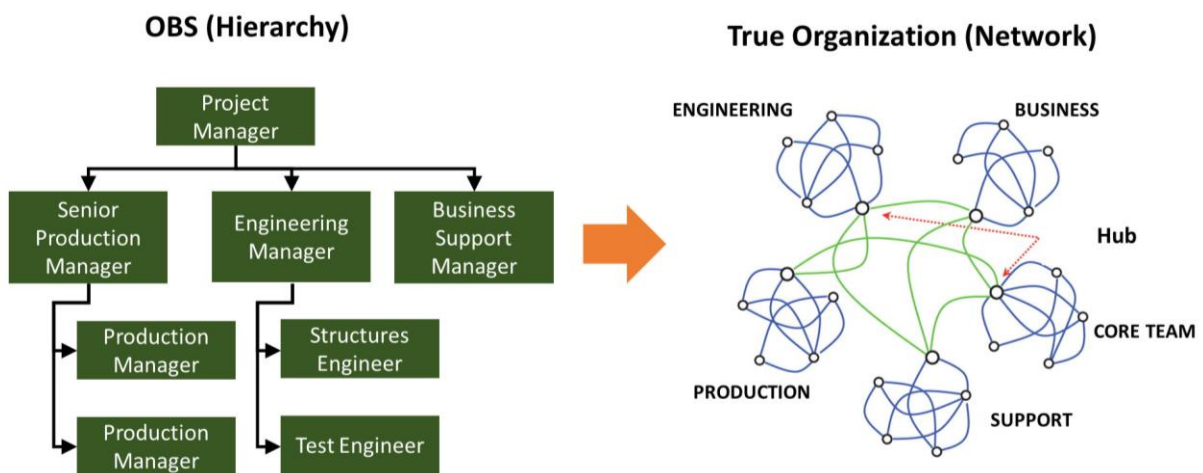 OBS (Hierarchy)
Project
Manager
Senior
Production
Manager
Engineering
Manager
Business
Support
Manager
Production
Manager
Structures
Engineer
Production
Manager
Test Engineer
True Organization (Network)
ENGINEERING
BUSINESS
Hub
CORE TEAM
PRODUCTION
SUPPORT